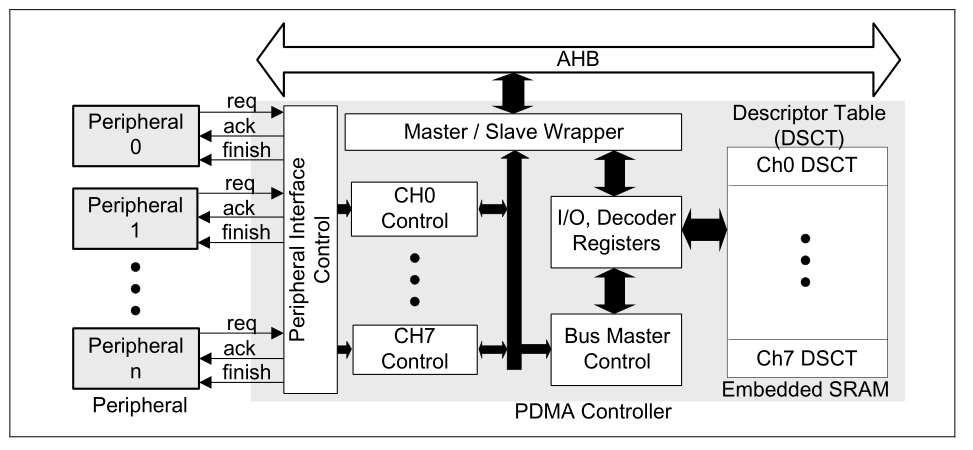 AHB
Peripheral
0
req
ack
finish
Peripheral
1
req
ack
finish
Peripheral
n
req
ack
finish
Peripheral
Peripheral Interface
Control
Master / Slave Wrapper
CH0
Control
CH7
Control
I/O, Decoder
Registers
Bus Master
Control
PDMA Controller
Descriptor Table
(DSCT)
Ch0 DSCT
Ch7 DSCT
Embedded SRAM